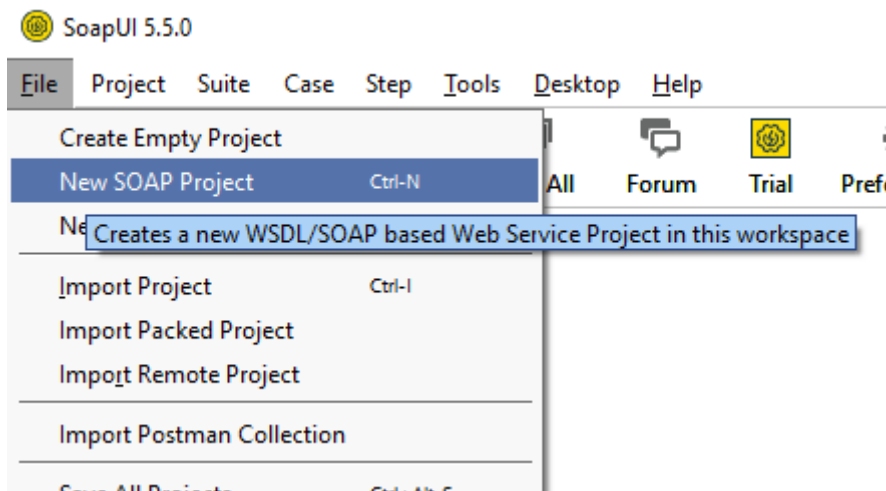 SoapUI 5.5.0
File Project Suite Case Step Tools Desktop Help
Create Empty Project
New SOAP Project Ctrl-N
All Forum Trial
Creates a new WSDL/SOAP based Web Service Project in this workspace
Import Project Ctrl-I
Import Packed Project
Import Remote Project
Import Postman Collection